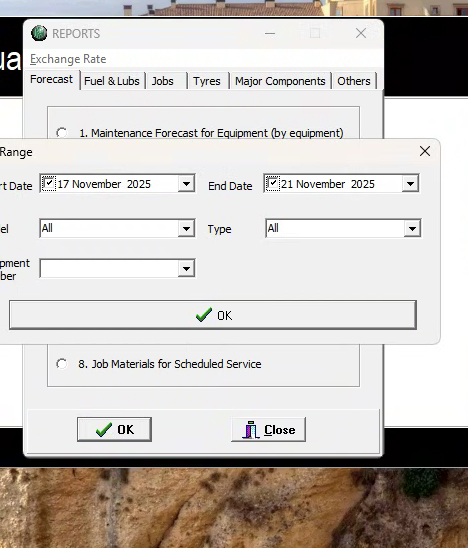 REPORTS
ua
Exchange Rate
Forecast Fuel & Lubs Jobs Tyres Major Components Others
1. Maintenance Forecast for Equipment (by equipment)
Range
rt Date 17 November 2025 End Date 21 November 2025
el All Type All
pment
ber
OK
8. Job Materials for Scheduled Service
OK Close